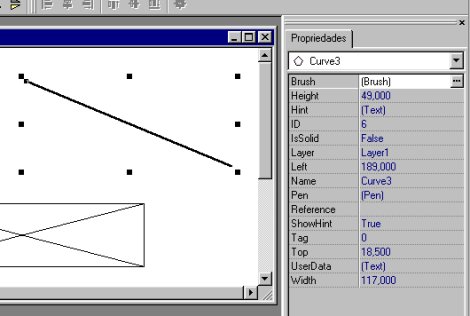 Propriedades
Curve3
Brush (Brush)
Height 49,000
Hint (Text)
ID 6
IsSolid False
Layer Layer1
Left 189,000
Name Curve3
Pen (Pen)
Reference
ShowHint True
Tag 0
Top 18,500
UserData (Text)
Width 117,000